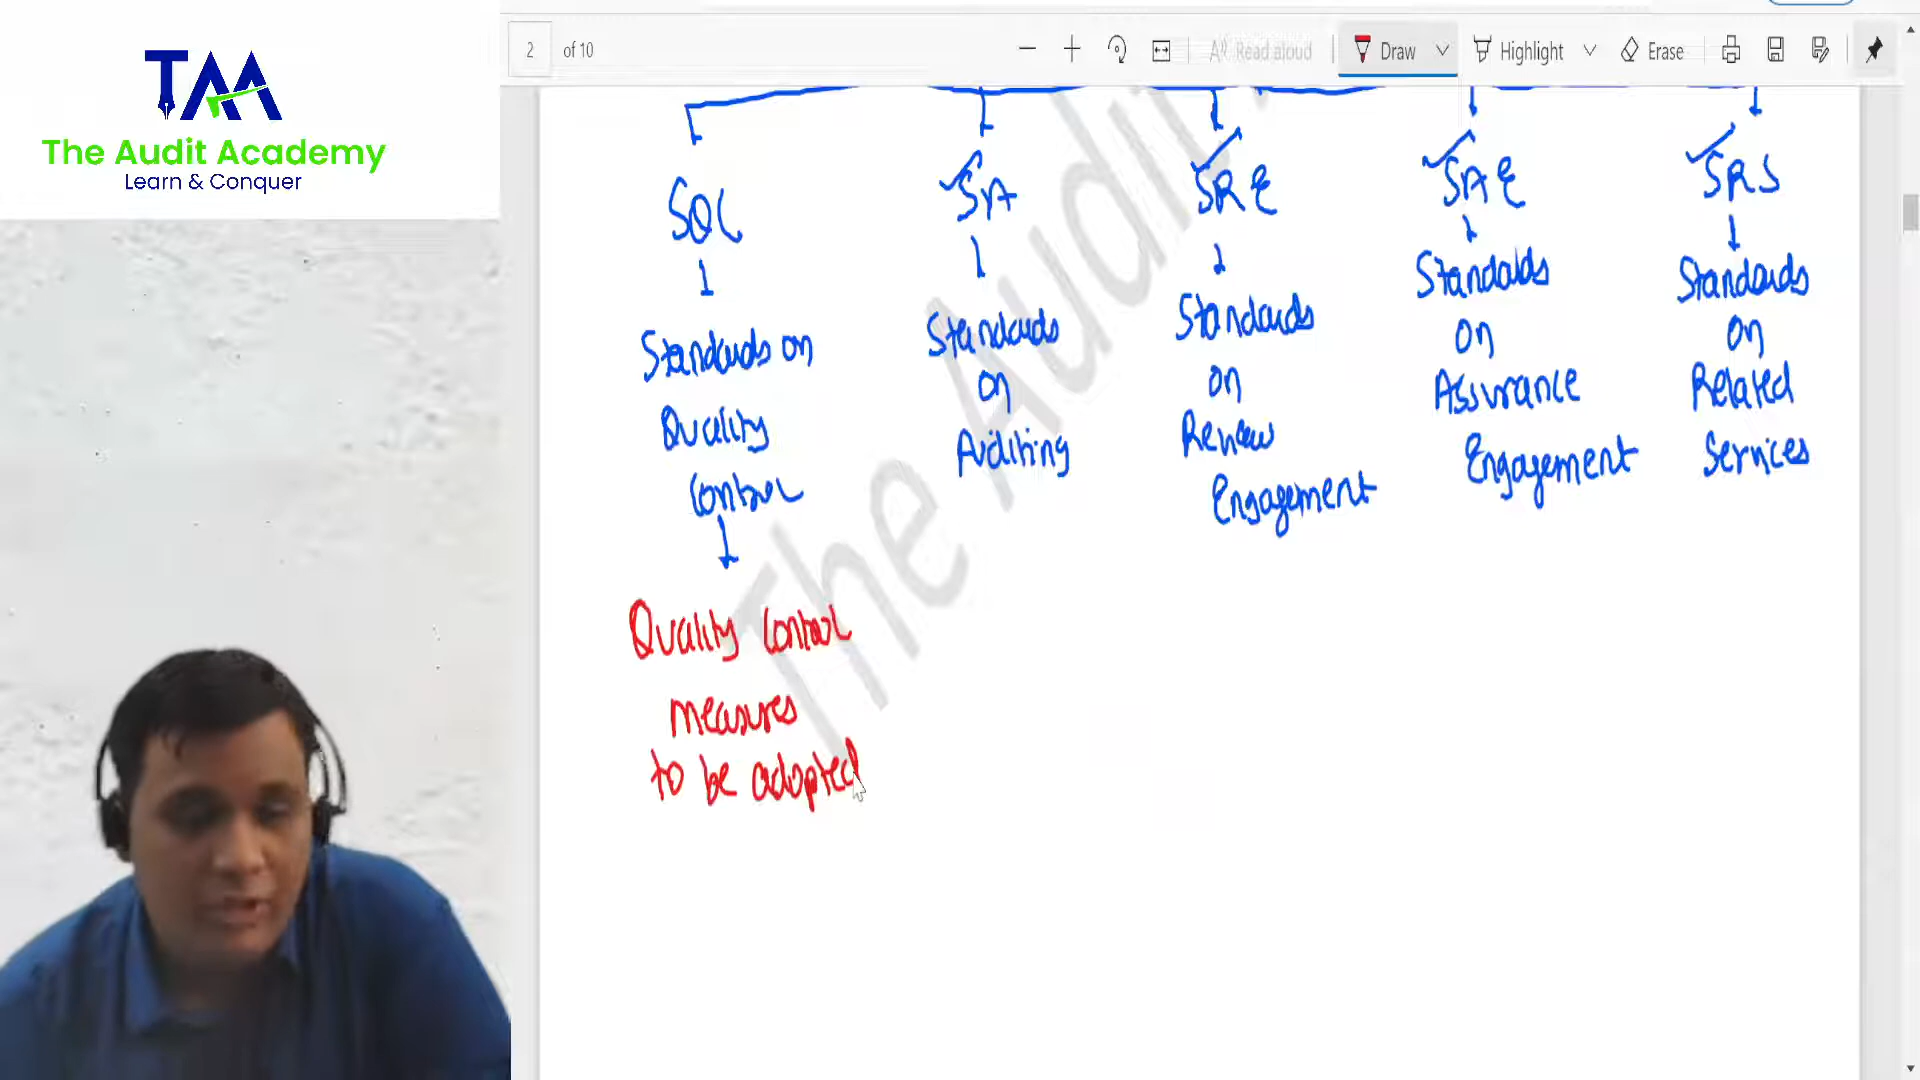 TAA
The Audit Academy
Learn & Conquer
2 of 10
Read aloud
Draw
Highlight
Erase
SQC
SA
SRE
SAE
SRS
Standards on
Quality
Control
Standards
on
Auditing
Standards
on
Review
Engagement
Standards
on
Assurance
Engagement
Standards
on
Related
Services
Quality Control
measures
to be adopted
The Audit